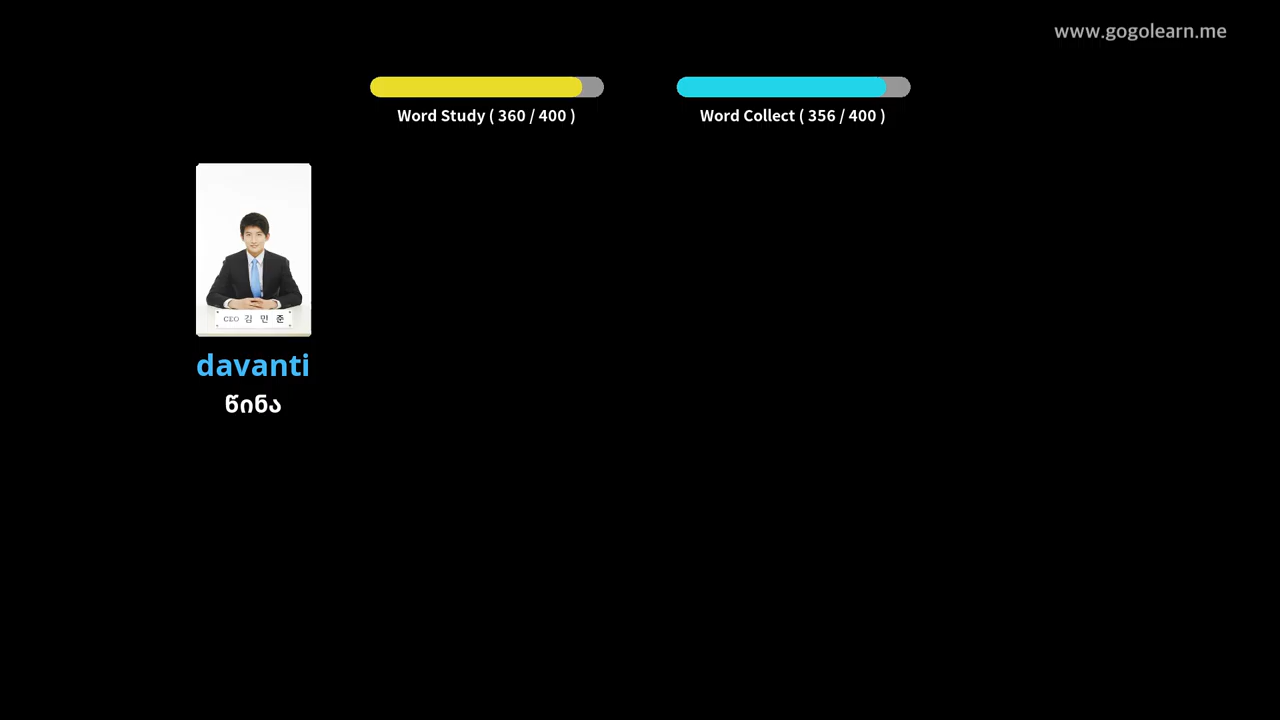 www.gogolearn.me
Word Study ( 360 / 400 )
Word Collect ( 356 / 400 )
CEO 김 민 준
davanti
წინა